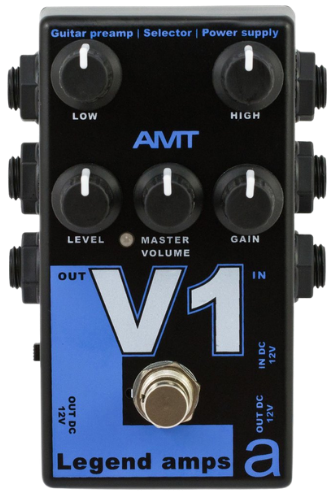 Guitar preamp | Selector | Power supply
LOW
HIGH
AMT
LEVEL
MASTER
VOLUME
GAIN
OUT
IN
V1
IN DC
12V
OUT DC
12V
OUT DC
12V
Legend amps
a